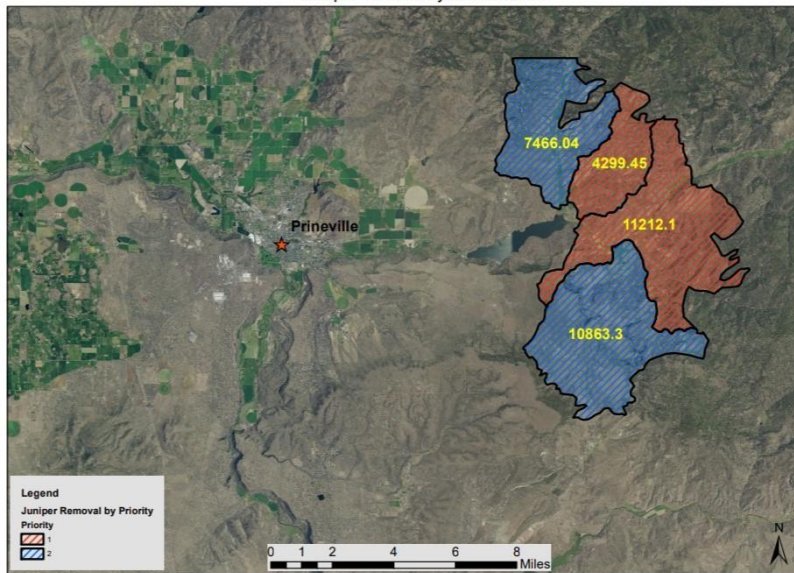 7466.04
4299.45
11212.1
Prineville
10863.3
Legend
Juniper Removal by Priority
Priority
1
2
0 1 2 4 6 8
Miles
N